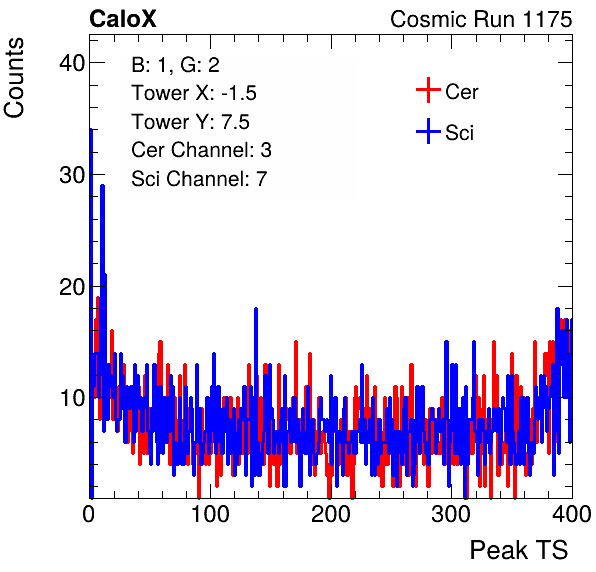 CaloX Cosmic Run 1175
Counts
40
30
20
10
B: 1, G: 2
Tower X: -1.5
Tower Y: 7.5
Cer Channel: 3
Sci Channel: 7
Cer
Sci
0 100 200 300 400
Peak TS